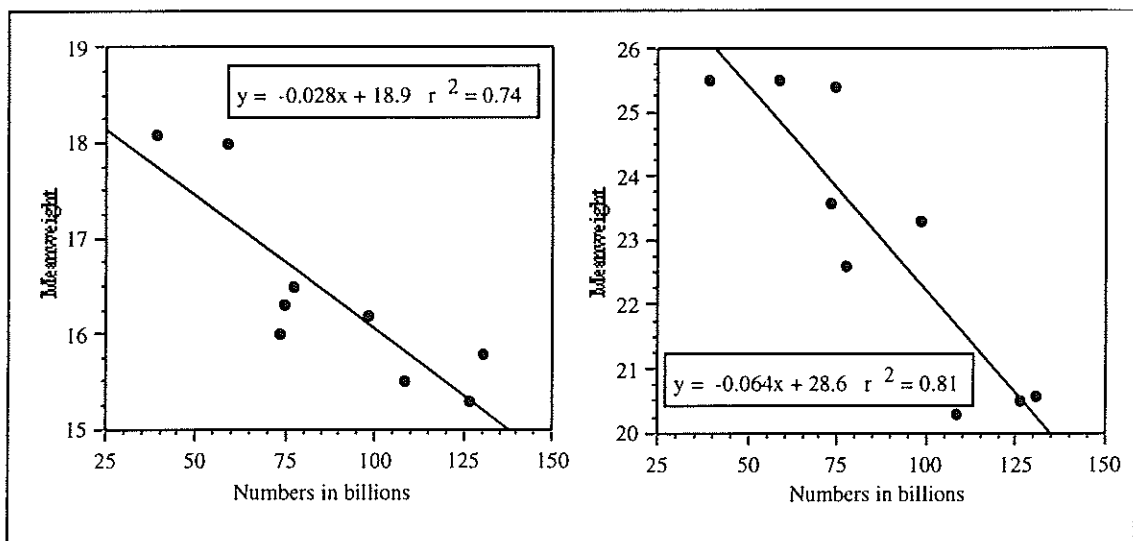 19
18
17
16
15
Meanweight
y = -0.028x + 18.9 r 2 = 0.74
25 50 75 100 125 150
Numbers in billions
26
25
24
23
22
21
20
Meanweight
y = -0.064x + 28.6 r 2 = 0.81
25 50 75 100 125 150
Numbers in billions